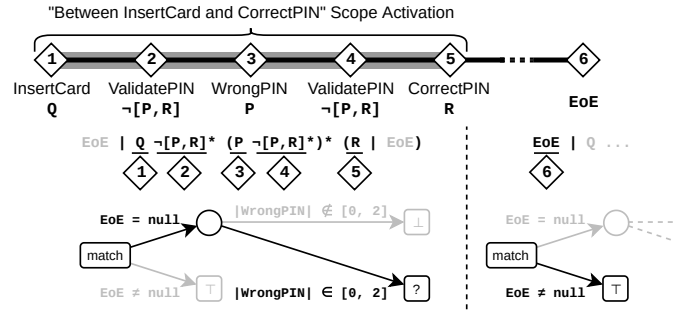 "Between InsertCard and CorrectPIN" Scope Activation
1 2 3 4 5 6
InsertCard ValidatePIN WrongPIN ValidatePIN CorrectPIN
Q ¬[P,R] P ¬[P,R] R EoE
EoE | Q ¬[P,R]* (P ¬[P,R]*)* (R | EoE) EoE | Q ...
1 2 3 4 5 6
|WrongPIN| ∉ [0, 2]
EoE = null ⊥ EoE = null
match match
EoE ≠ null ⊤ |WrongPIN| ∈ [0, 2] ? EoE ≠ null ⊤